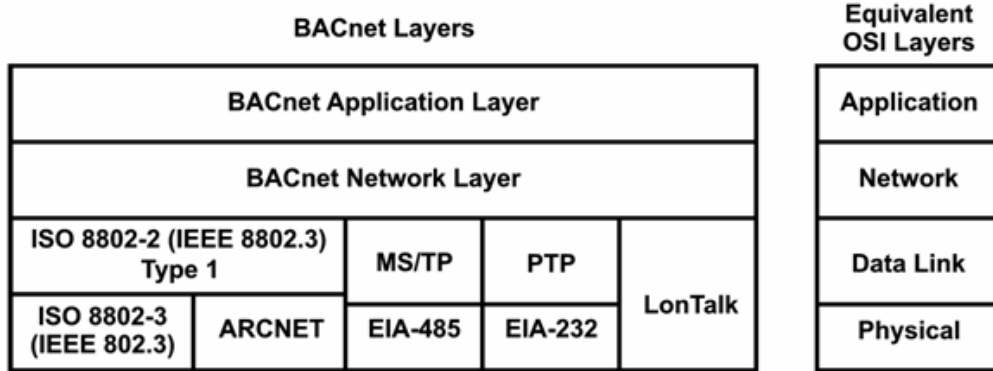 BACnet Layers
Equivalent
OSI Layers
BACnet Application Layer
Application
BACnet Network Layer
Network
ISO 8802-2 (IEEE 8802.3)
Type 1
MS/TP
PTP
LonTalk
Data Link
ISO 8802-3
(IEEE 802.3)
ARCNET
EIA-485
EIA-232
Physical